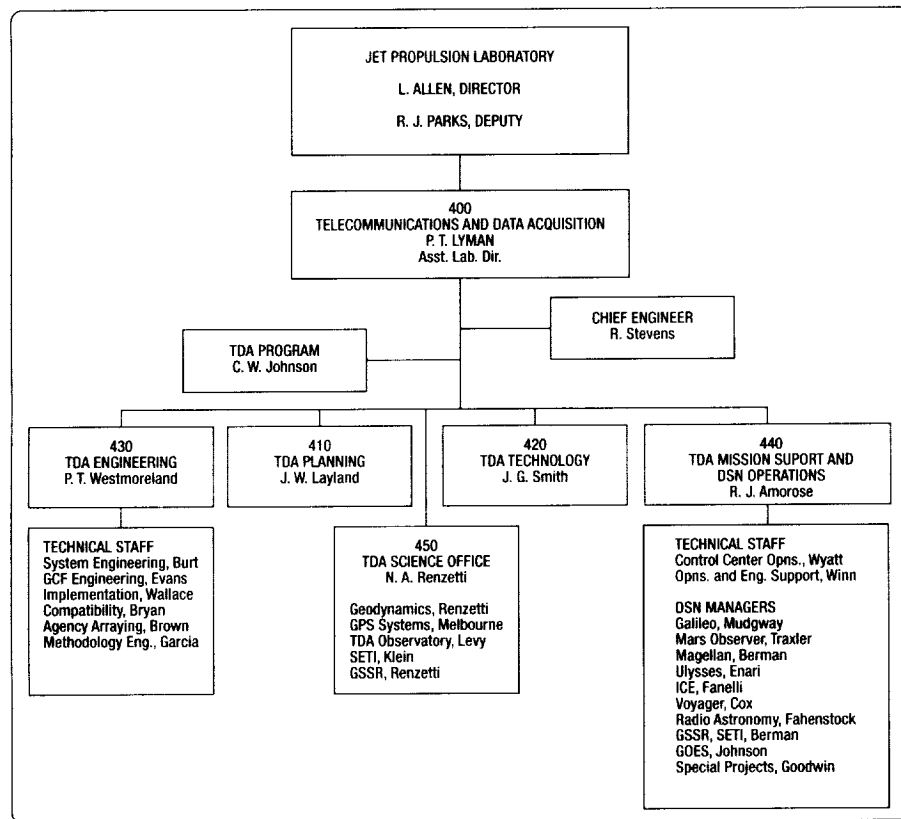 JET PROPULSION LABORATORY
L. ALLEN, DIRECTOR
R. J. PARKS, DEPUTY
400
TELECOMMUNICATIONS AND DATA ACQUISITION
P. T. LYMAN
Asst. Lab. Dir.
CHIEF ENGINEER
R. Stevens
TDA PROGRAM
C. W. Johnson
430
TDA ENGINEERING
P. T. Westmoreland
410
TDA PLANNING
J. W. Layland
420
TDA TECHNOLOGY
J. G. Smith
440
TDA MISSION SUPORT AND
DSN OPERATIONS
R. J. Amorose
TECHNICAL STAFF
System Engineering, Burt
GCF Engineering, Evans
Implementation, Wallace
Compatibility, Bryan
Agency Arraying, Brown
Methodology Eng., Garcia
450
TDA SCIENCE OFFICE
N. A. Renzetti
Geodynamics, Renzetti
GPS Systems, Melbourne
TDA Observatory, Levy
SETI, Klein
GSSR, Renzetti
TECHNICAL STAFF
Control Center Opns., Wyatt
Opns. and Eng. Support, Winn
DSN MANAGERS
Galileo, Mudgway
Mars Observer, Traxler
Magellan, Berman
Ulysses, Enari
ICE, Fanelli
Voyager, Cox
Radio Astronomy, Fahenstock
GSSR, SETI, Berman
GOES, Johnson
Special Projects, Goodwin